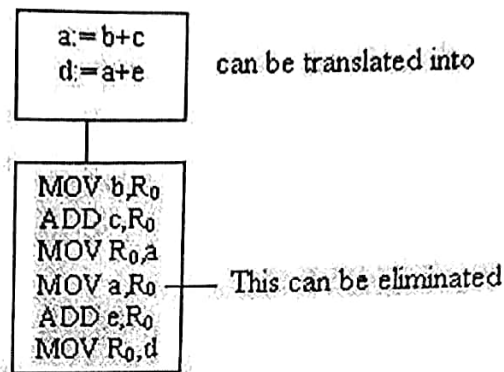 a:=b+c
d:=a+e
can be translated into
MOV b,R₀
ADD c,R₀
MOV R₀,a
MOV a,R₀
This can be eliminated
ADD e,R₀
MOV R₀,d